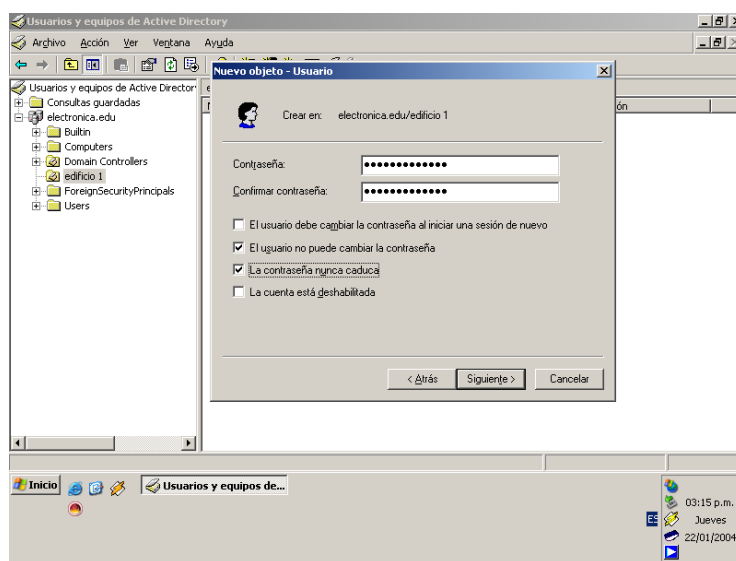 Usuarios y equipos de Active Directory
Archivo Acción Ver Ventana Ayuda
Usuarios y equipos de Active Director
Consultas guardadas
electronica.edu
Builtin
Computers
Domain Controllers
edificio 1
ForeignSecurityPrincipals
Users
ón
Nuevo objeto - Usuario
Crear en: electronica.edu/edificio 1
Contraseña:
Confirmar contraseña:
El usuario debe cambiar la contraseña al iniciar una sesión de nuevo
El usuario no puede cambiar la contraseña
La contraseña nunca caduca
La cuenta está deshabilitada
< Atrás Siguiente > Cancelar
Inicio
Usuarios y equipos de...
ES
03:15 p.m.
Jueves
22/01/2004